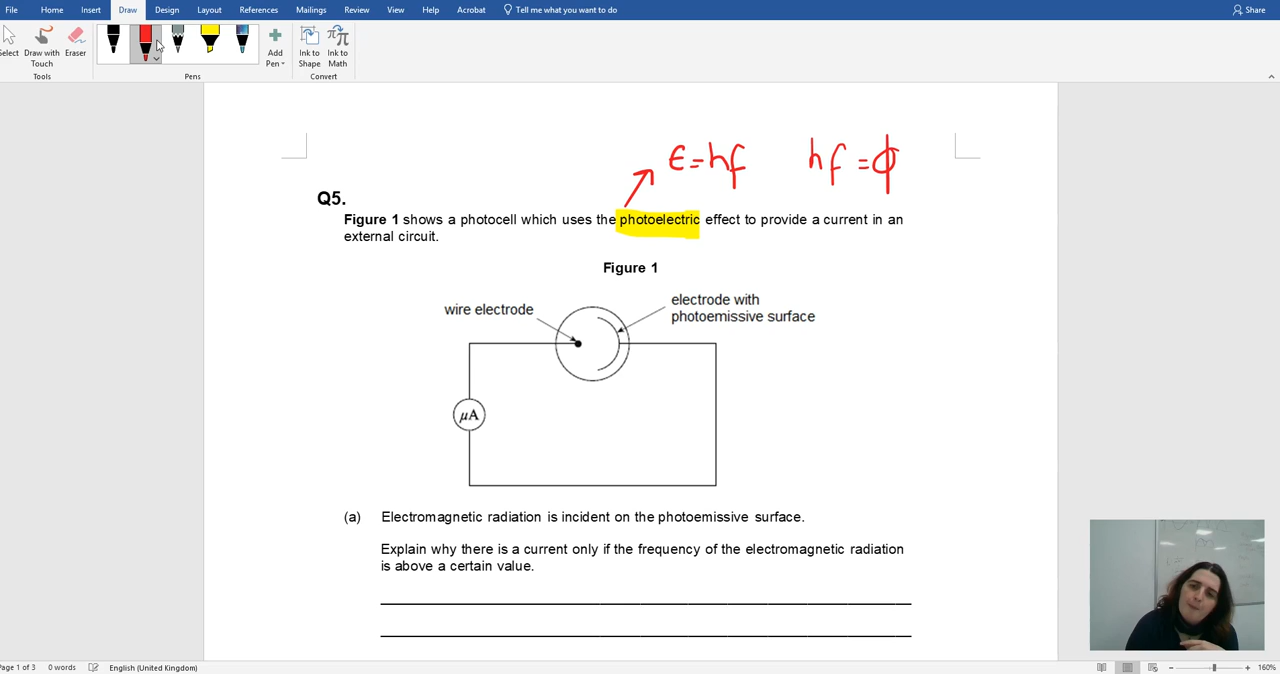 File Home Insert Draw Design Layout References Mailings Review View Help Acrobat Tell me what you want to do Share
Select Draw with Touch Eraser Add Pen Ink to Shape Ink to Math
Tools Pens Convert
E=hf hf=ϕ
Q5.
Figure 1 shows a photocell which uses the photoelectric effect to provide a current in an
external circuit.
Figure 1
wire electrode
electrode with
photoemissive surface
μA
(a) Electromagnetic radiation is incident on the photoemissive surface.
Explain why there is a current only if the frequency of the electromagnetic radiation
is above a certain value.
Page 1 of 3 0 words English (United Kingdom) 160%